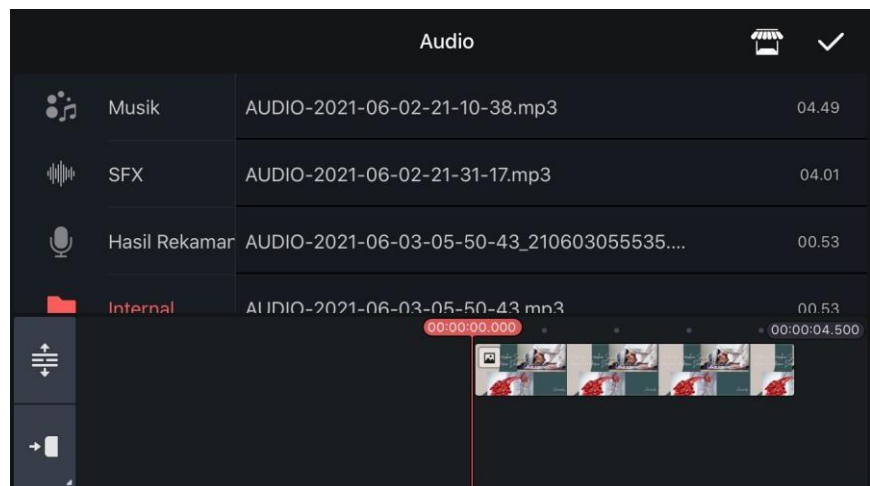 Audio
Musik AUDIO-2021-06-02-21-10-38.mp3 04.49
SFX AUDIO-2021-06-02-21-31-17.mp3 04.01
Hasil Rekaman AUDIO-2021-06-03-05-50-43_210603055535.... 00.53
Internal AUDIO-2021-06-03-05-50-43.mp3 00.53
00:00:00.000 00:00:04.500